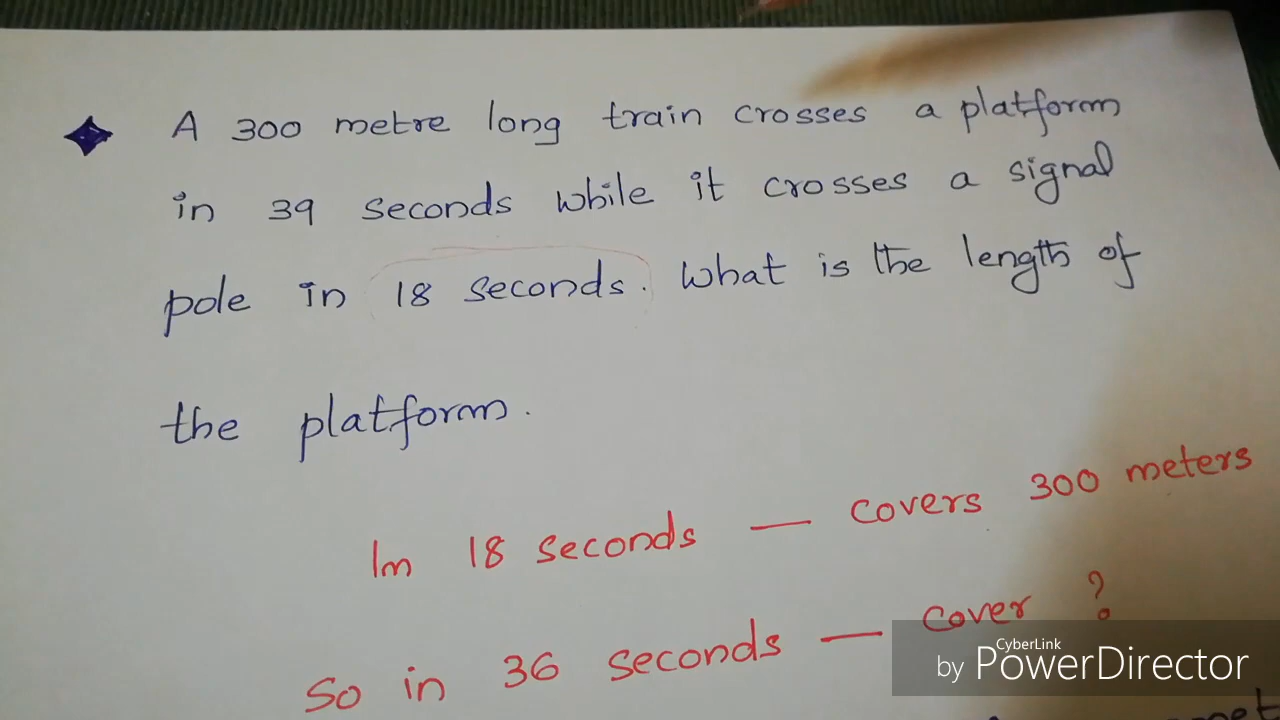 A 300 metre long train crosses a platform
in 39 seconds while it crosses a signal
pole in 18 seconds. What is the length of
the platform.
In 18 seconds — covers 300 meters
So in 36 seconds — cover ?
CyberLink
by PowerDirector